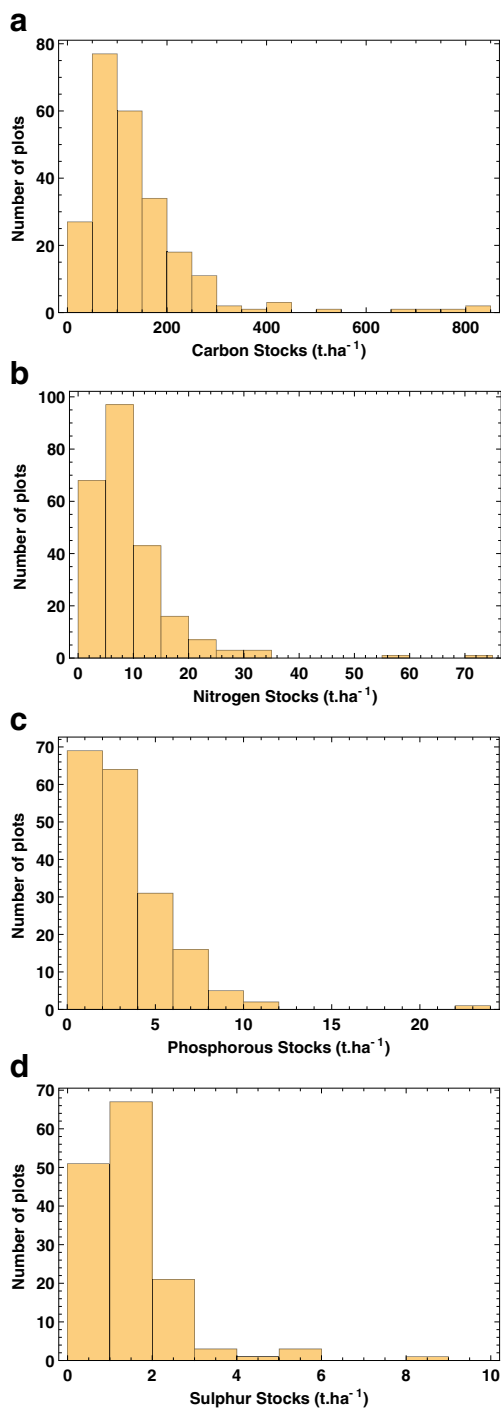 a
80
60
40
20
0
Number of plots
0 200 400 600 800
Carbon Stocks (t.ha⁻¹)
b
100
80
60
40
20
0
Number of plots
0 10 20 30 40 50 60 70
Nitrogen Stocks (t.ha⁻¹)
c
70
60
50
40
30
20
10
0
Number of plots
0 5 10 15 20
Phosphorous Stocks (t.ha⁻¹)
d
70
60
50
40
30
20
10
0
Number of plots
0 2 4 6 8 10
Sulphur Stocks (t.ha⁻¹)